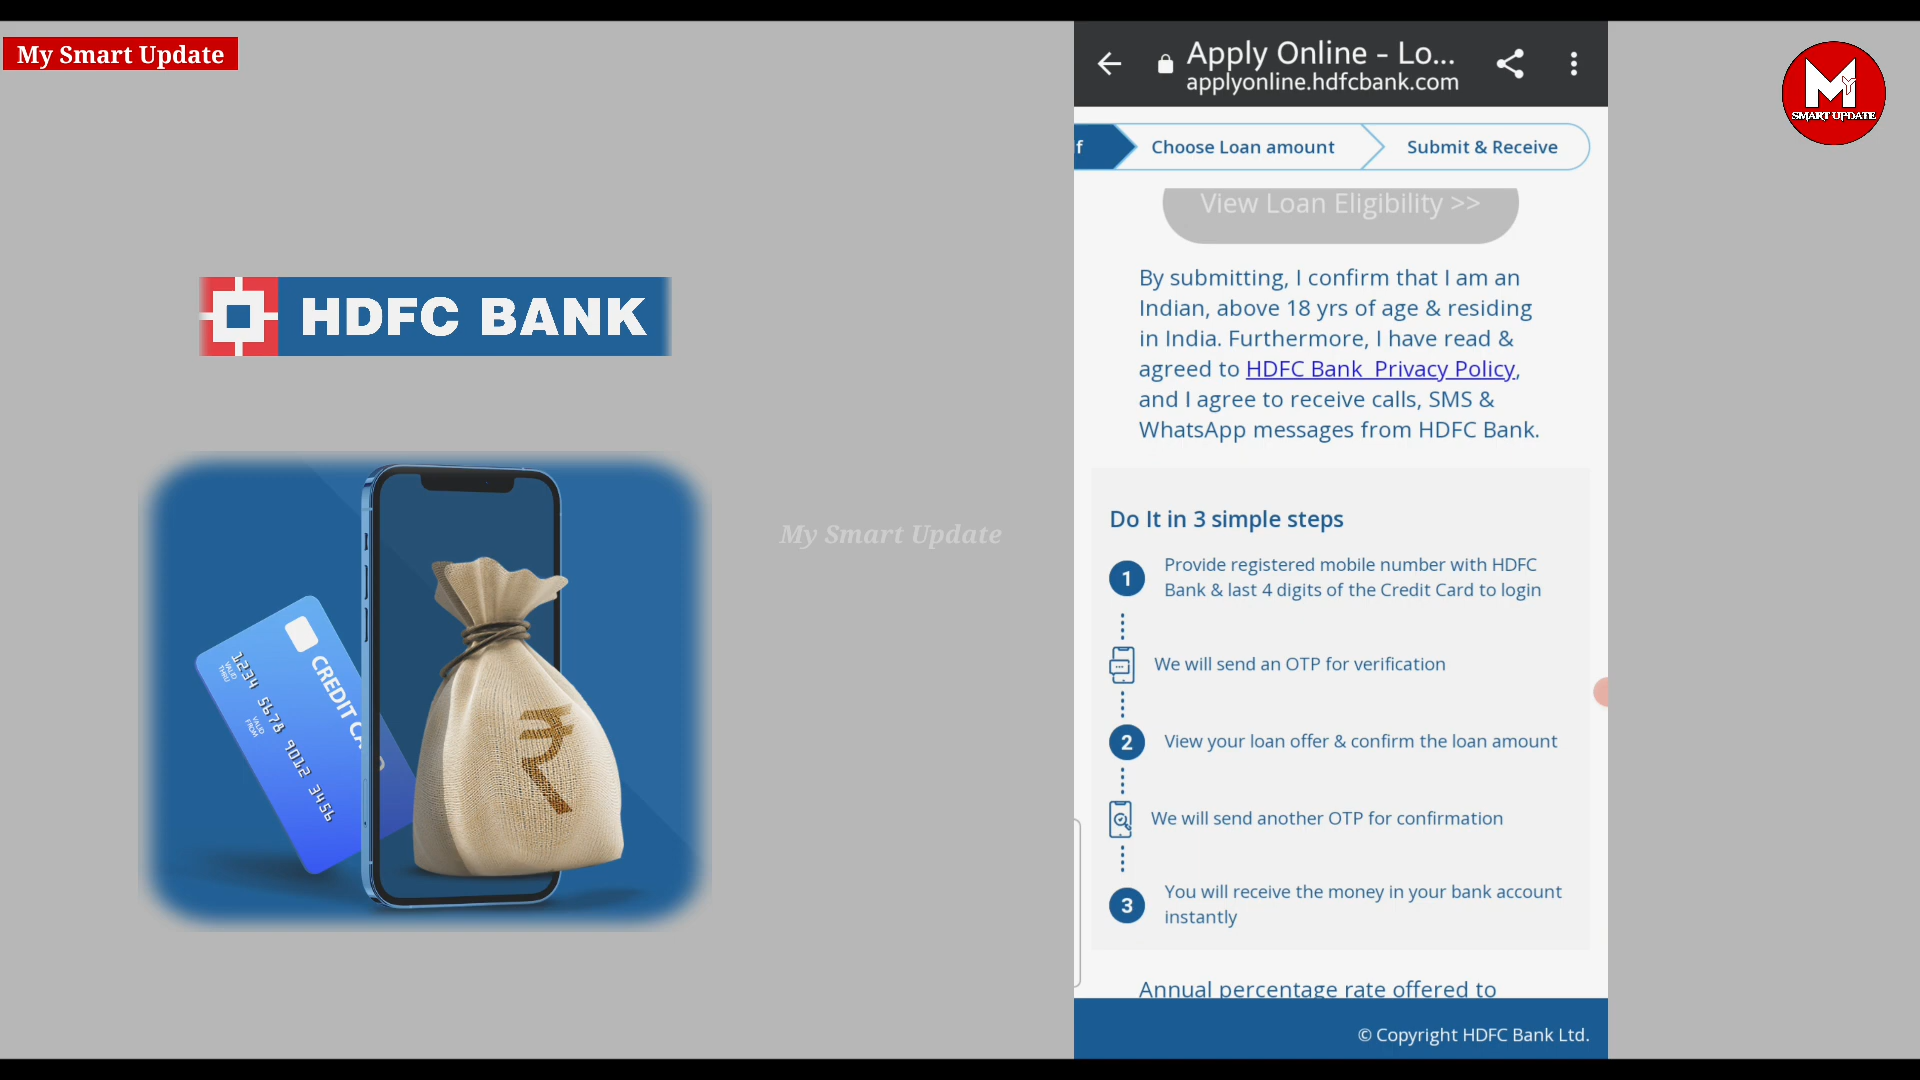 My Smart Update
HDFC BANK
CREDIT CA
1234 5678 9012 3456
VALID THRU
VALID FROM
My Smart Update
Apply Online - Lo...
applyonline.hdfcbank.com
f
Choose Loan amount
Submit & Receive
View Loan Eligibility >>
By submitting, I confirm that I am an
Indian, above 18 yrs of age & residing
in India. Furthermore, I have read &
agreed to HDFC Bank Privacy Policy,
and I agree to receive calls, SMS &
WhatsApp messages from HDFC Bank.
Do It in 3 simple steps
1
Provide registered mobile number with HDFC
Bank & last 4 digits of the Credit Card to login
We will send an OTP for verification
2
View your loan offer & confirm the loan amount
We will send another OTP for confirmation
3
You will receive the money in your bank account
instantly
Annual percentage rate offered to
© Copyright HDFC Bank Ltd.
MY
SMART UPDATE